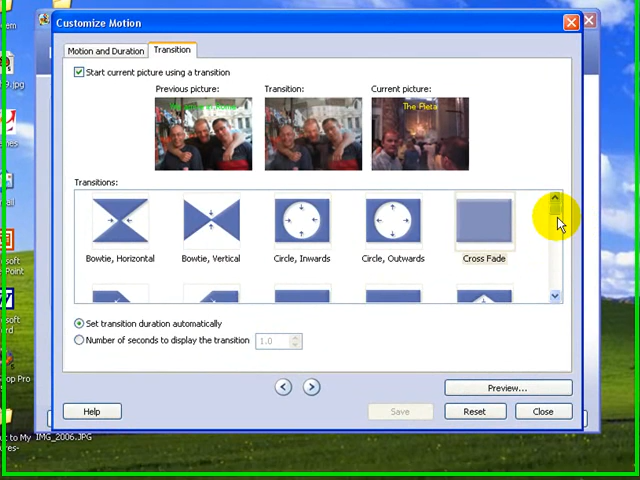 Customize Motion
Motion and Duration
Transition
Start current picture using a transition
Previous picture:
Transition:
Current picture:
The Pieta
Transitions:
Bowtie, Horizontal
Bowtie, Vertical
Circle, Inwards
Circle, Outwards
Cross Fade
Set transition duration automatically
Number of seconds to display the transition
1.0
Preview...
Help
Save
Reset
Close
IMG_2006.JPG